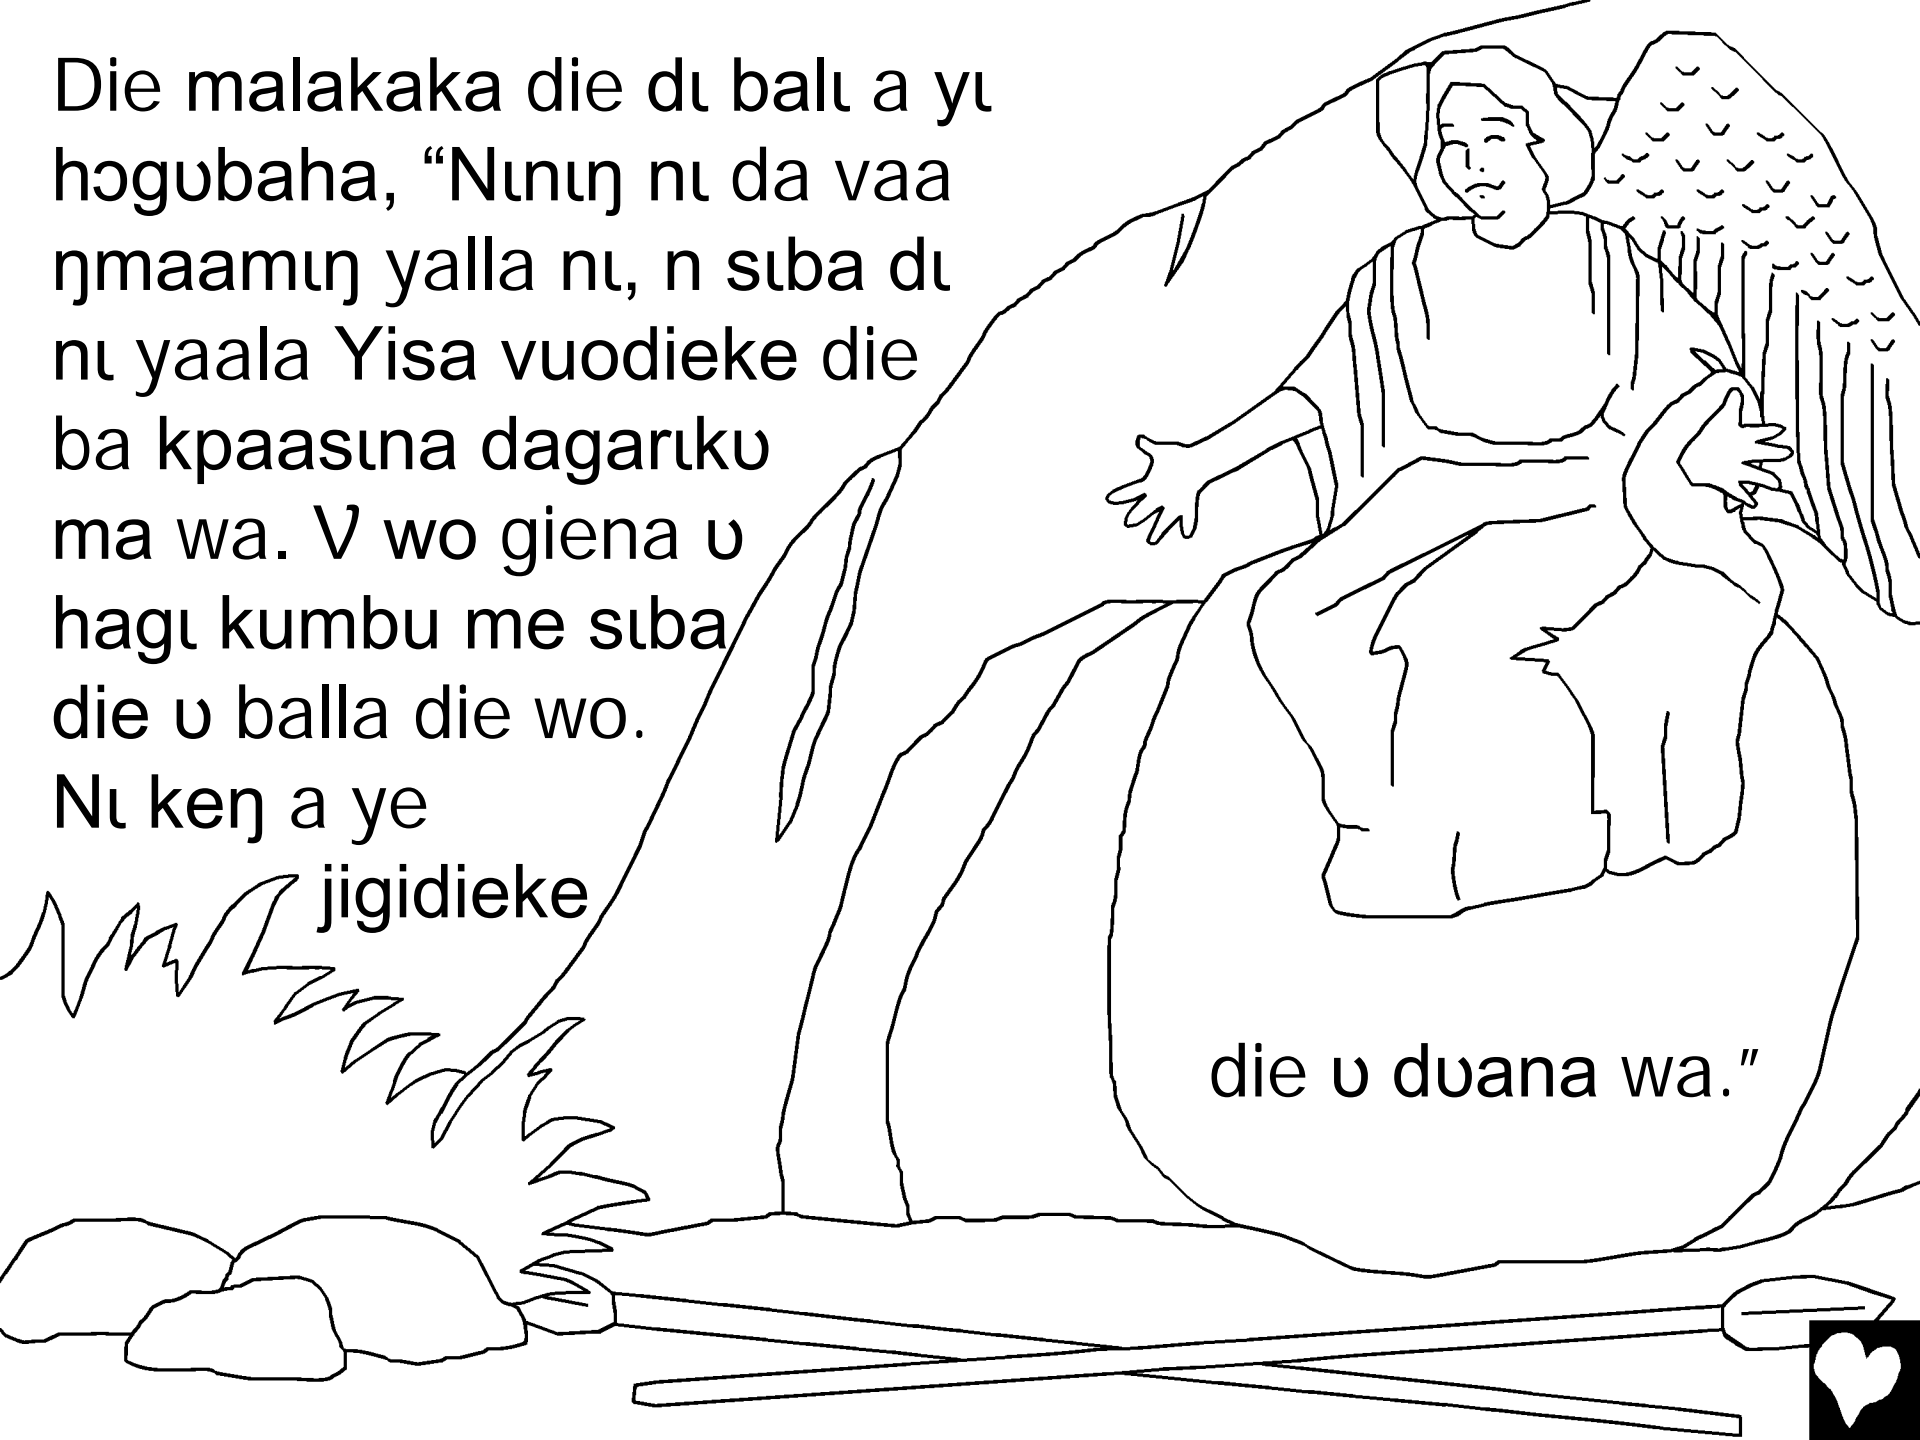 Die malakaka die dɩ balɩ a yɩ
hɔgʋbaha, “Nɩnɩŋ nɩ da vaa
ŋmaamɩŋ yalla nɩ, n sɩba dɩ
nɩ yaala Yisa vuodieke die
ba kpaasɩna dagarɩkʋ
ma wa. Ʋ wo giena ʋ
hagɩ kumbu me sɩba
die ʋ balla die wo.
Nɩ keŋ a ye
jigidieke
die ʋ dʋana wa.”